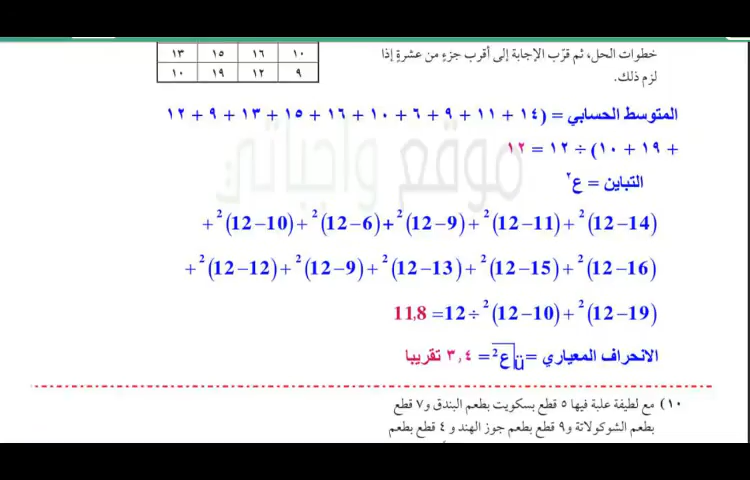 خطوات الحل، ثم قرّب الإجابة إلى أقرب جزءٍ من عشرةٍ إذا
لزم ذلك.
١٠ ١٦ ١٥ ١٣
٩ ١٢ ١٩ ١٠
المتوسط الحسابي = (١٤ + ١١ + ٩ + ٦ + ١٠ + ١٦ + ١٥ + ١٣ + ٩ + ١٢
+ ١٩ + ١٠) ÷ ١٢ = ١٢
التباين = ع٢
(12–14)2 + (12–11)2 + (12–9)2 + (12–6)2 + (12–10)2 +
(12–16)2 + (12–15)2 + (12–13)2 + (12–9)2 + (12–12)2 +
(12–19)2 + (12–10)2 ÷ 12 = 11,8
الانحراف المعياري = ü ع2 = ٣,٤ تقريبا
موقع واجباتي
١٠) مع لطيفة علبة فيها ٥ قطع بسكويت بطعم البندق و٧ قطع
بطعم الشوكولاتة و٩ قطع بطعم جوز الهند و ٤ قطع بطعم